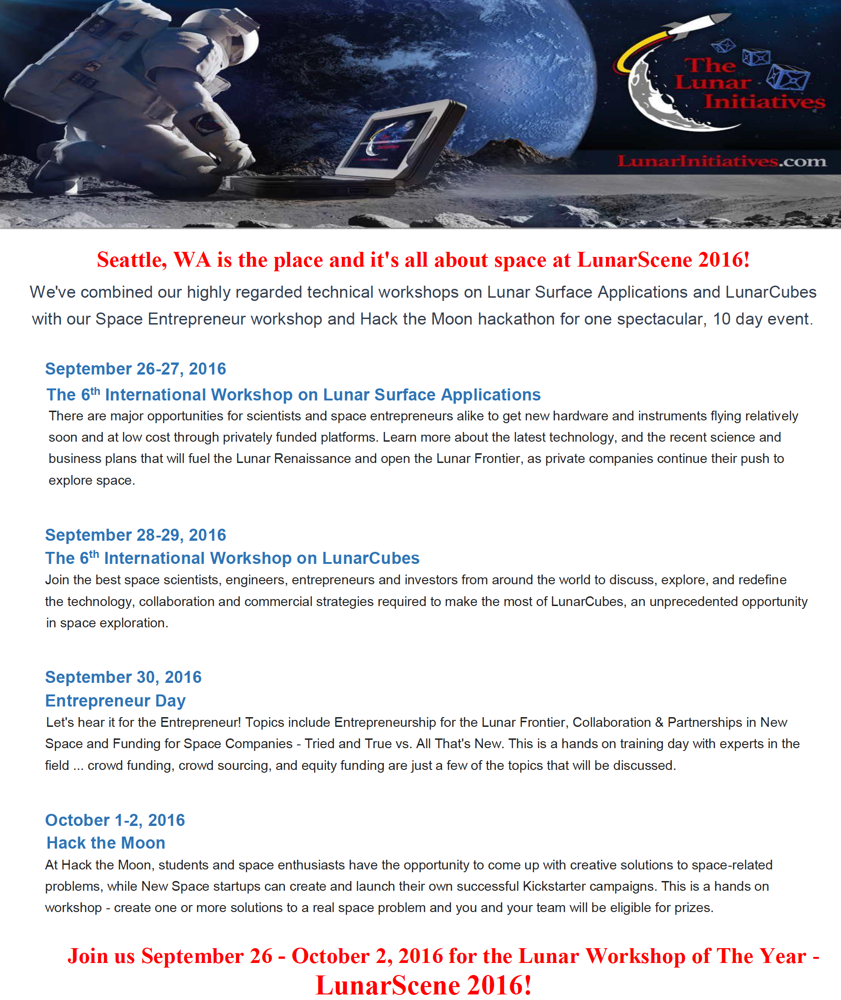 The
Lunar
Initiatives
LunarInitiatives.com
Seattle, WA is the place and it's all about space at LunarScene 2016!
We've combined our highly regarded technical workshops on Lunar Surface Applications and LunarCubes
with our Space Entrepreneur workshop and Hack the Moon hackathon for one spectacular, 10 day event.
September 26-27, 2016
The 6th International Workshop on Lunar Surface Applications
There are major opportunities for scientists and space entrepreneurs alike to get new hardware and instruments flying relatively
soon and at low cost through privately funded platforms. Learn more about the latest technology, and the recent science and
business plans that will fuel the Lunar Renaissance and open the Lunar Frontier, as private companies continue their push to
explore space.
September 28-29, 2016
The 6th International Workshop on LunarCubes
Join the best space scientists, engineers, entrepreneurs and investors from around the world to discuss, explore, and redefine
the technology, collaboration and commercial strategies required to make the most of LunarCubes, an unprecedented opportunity
in space exploration.
September 30, 2016
Entrepreneur Day
Let's hear it for the Entrepreneur! Topics include Entrepreneurship for the Lunar Frontier, Collaboration & Partnerships in New
Space and Funding for Space Companies - Tried and True vs. All That's New. This is a hands on training day with experts in the
field ... crowd funding, crowd sourcing, and equity funding are just a few of the topics that will be discussed.
October 1-2, 2016
Hack the Moon
At Hack the Moon, students and space enthusiasts have the opportunity to come up with creative solutions to space-related
problems, while New Space startups can create and launch their own successful Kickstarter campaigns. This is a hands on
workshop - create one or more solutions to a real space problem and you and your team will be eligible for prizes.
Join us September 26 - October 2, 2016 for the Lunar Workshop of The Year -
LunarScene 2016!